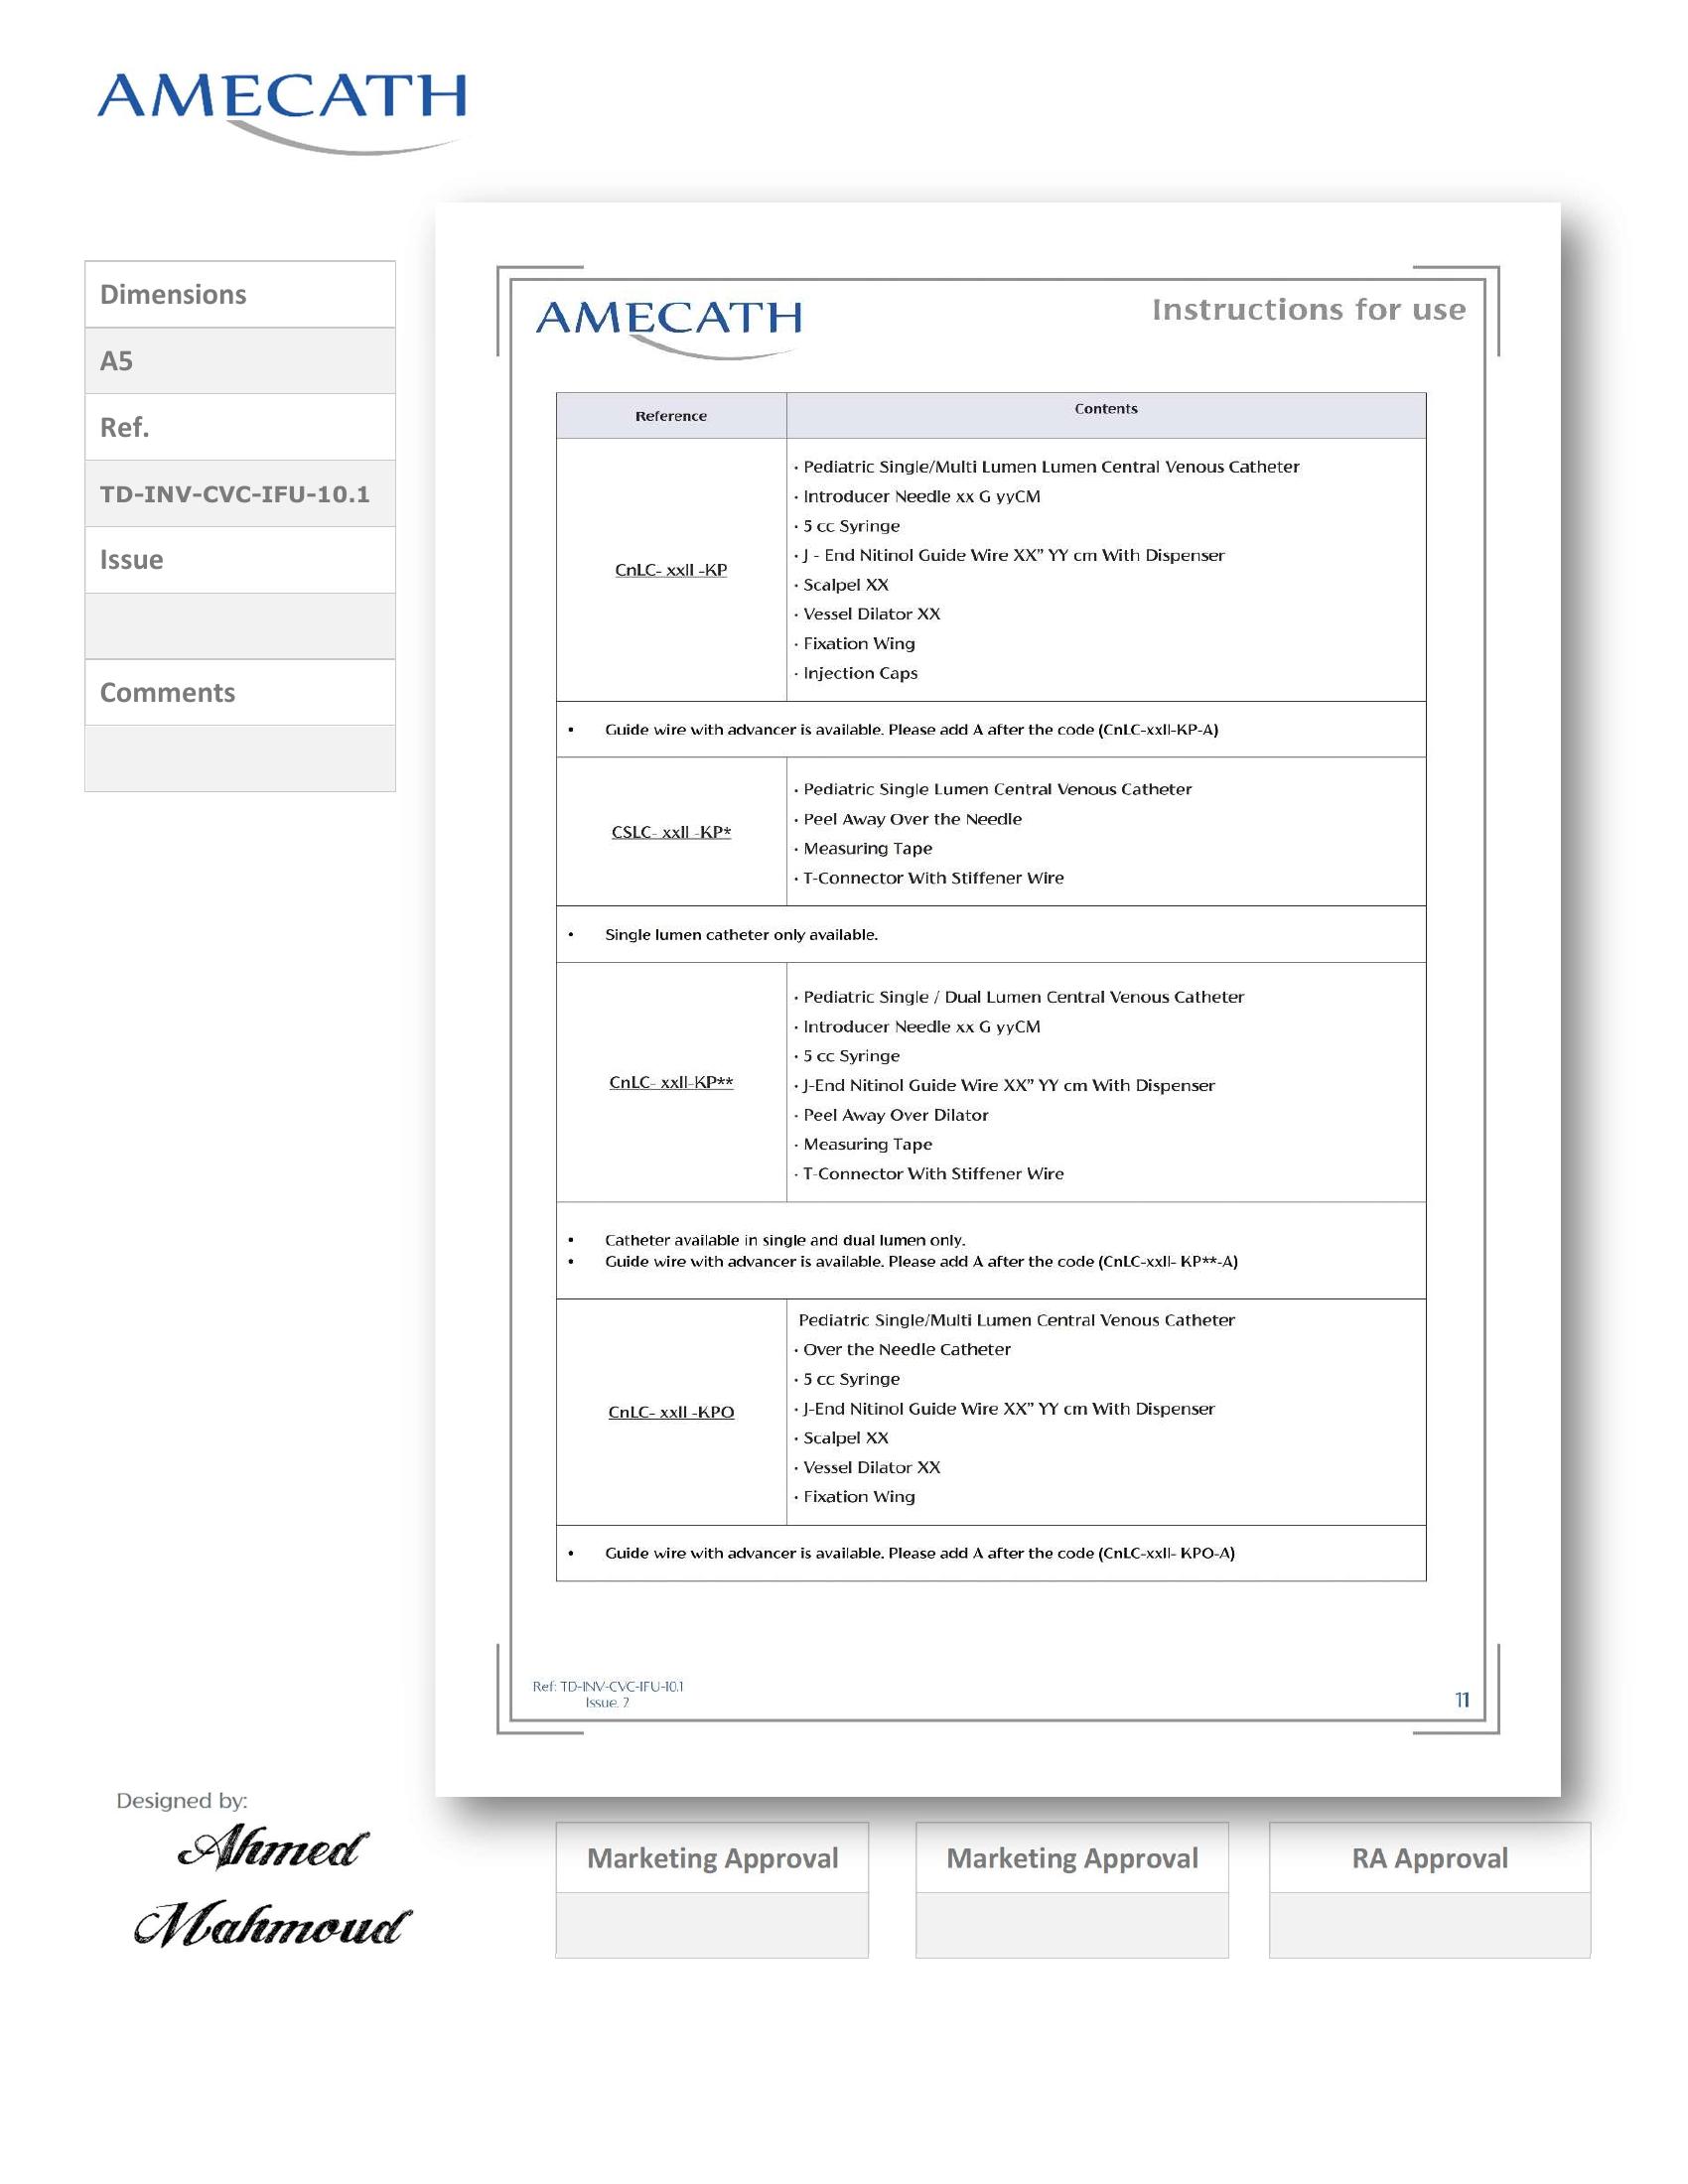 AMECATH
Dimensions
A5
Ref.
TD-INV-CVC-IFU-10.1
Issue
Comments
AMECATH
Instructions for use
Reference
Contents
CnLC- xxll -KP
· Pediatric Single/Multi Lumen Lumen Central Venous Catheter
· Introducer Needle xx G yyCM
· 5 cc Syringe
· J - End Nitinol Guide Wire XX” YY cm With Dispenser
· Scalpel XX
· Vessel Dilator XX
· Fixation Wing
· Injection Caps
• Guide wire with advancer is available. Please add A after the code (CnLC-xxll-KP-A)
CSLC- xxll -KP*
· Pediatric Single Lumen Central Venous Catheter
· Peel Away Over the Needle
· Measuring Tape
· T-Connector With Stiffener Wire
• Single lumen catheter only available.
CnLC- xxll-KP**
· Pediatric Single / Dual Lumen Central Venous Catheter
· Introducer Needle xx G yyCM
· 5 cc Syringe
· J-End Nitinol Guide Wire XX” YY cm With Dispenser
· Peel Away Over Dilator
· Measuring Tape
· T-Connector With Stiffener Wire
• Catheter available in single and dual lumen only.
• Guide wire with advancer is available. Please add A after the code (CnLC-xxll- KP**-A)
CnLC- xxll -KPO
Pediatric Single/Multi Lumen Central Venous Catheter
· Over the Needle Catheter
· 5 cc Syringe
· J-End Nitinol Guide Wire XX” YY cm With Dispenser
· Scalpel XX
· Vessel Dilator XX
· Fixation Wing
• Guide wire with advancer is available. Please add A after the code (CnLC-xxll- KPO-A)
Ref: TD-INV-CVC-IFU-10.1
Issue. 2
11
Designed by:
Ahmed
Mahmoud
Marketing Approval
Marketing Approval
RA Approval